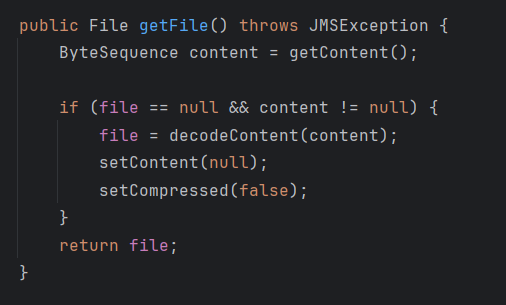 public File getFile() throws JMSException {
    ByteSequence content = getContent();

    if (file == null && content != null) {
        file = decodeContent(content);
        setContent(null);
        setCompressed(false);
    }
    return file;
}